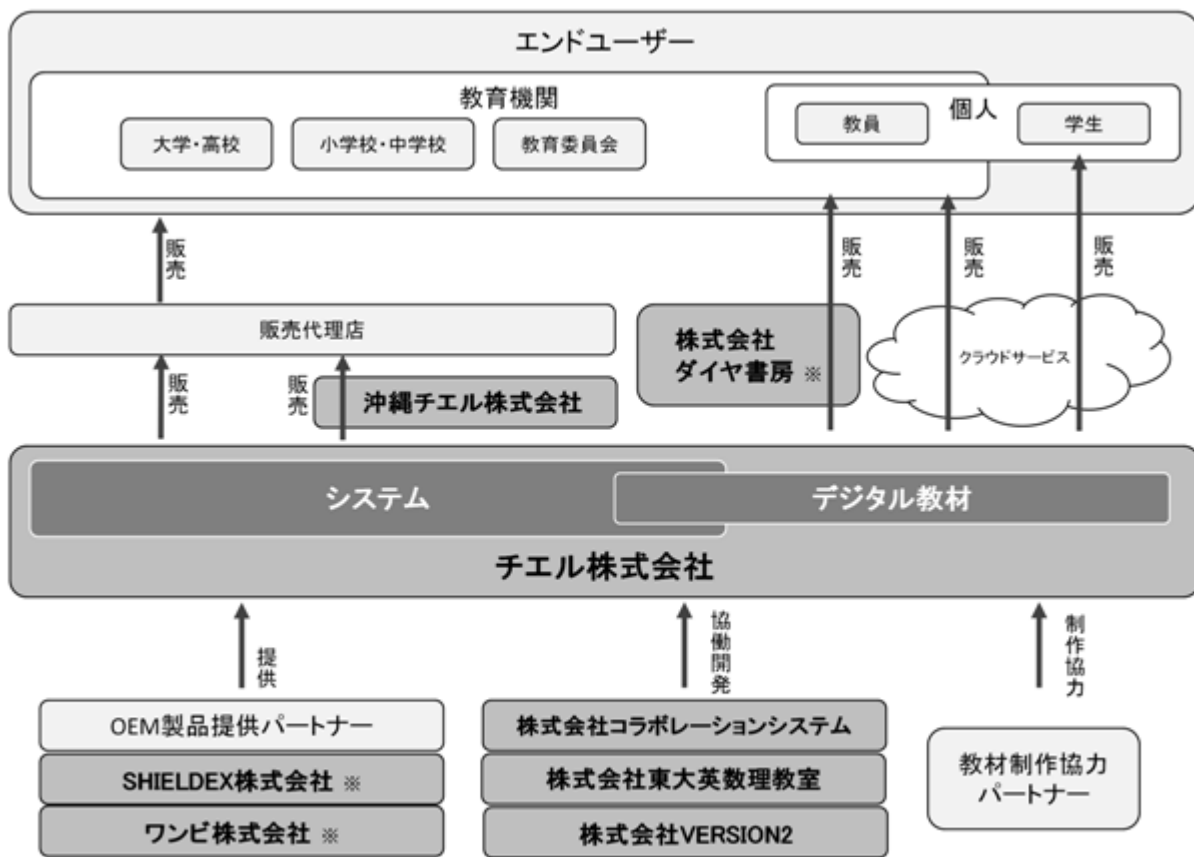 エンドユーザー
教育機関
個人
大学・高校
小学校・中学校
教育委員会
教員
学生
販売
販売
販売
販売
販売代理店
株式会社
ダイヤ書房 ※
クラウドサービス
販売
販売
沖縄チエル株式会社
システム
デジタル教材
チエル株式会社
提供
協働開発
制作協力
OEM製品提供パートナー
SHIELDEX株式会社 ※
ワンビ株式会社 ※
株式会社コラボレーションシステム
株式会社東大英数理教室
株式会社VERSION2
教材制作協力
パートナー